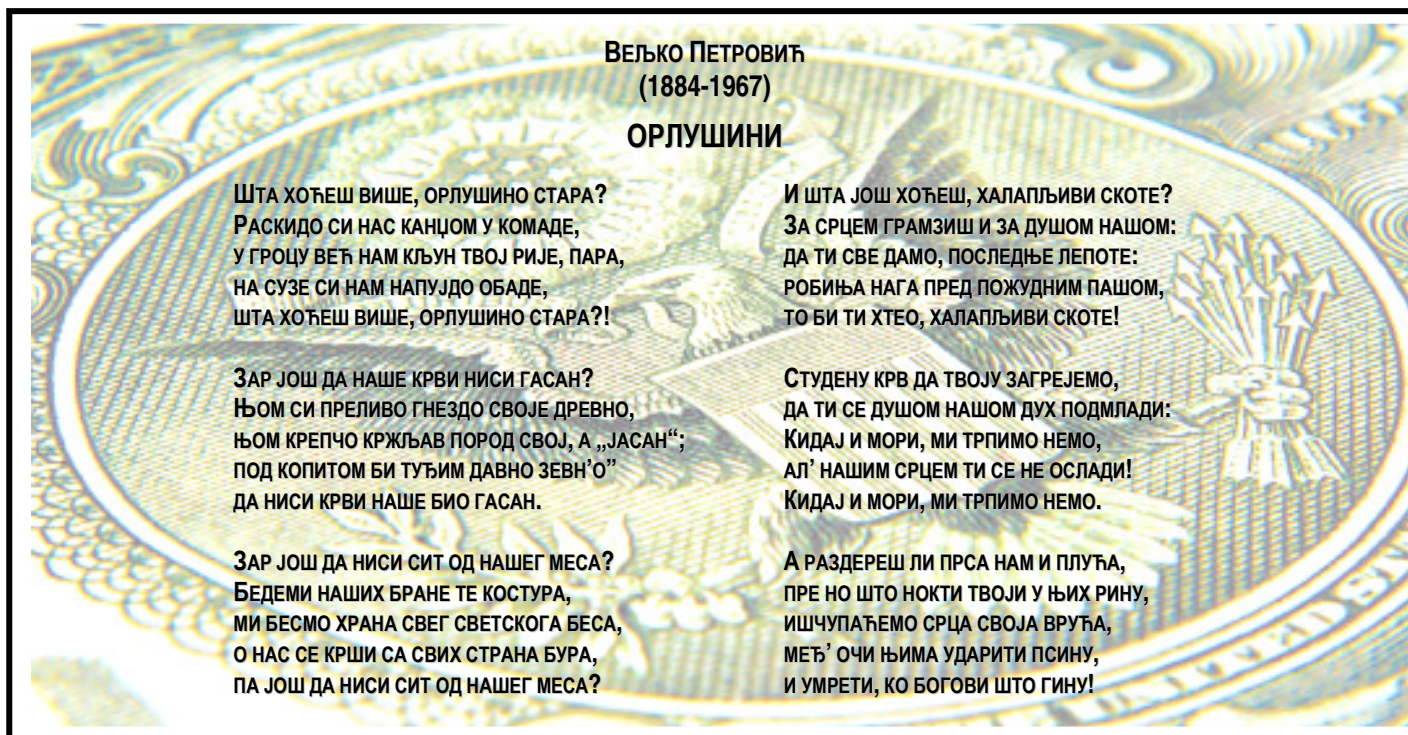 Вељко Петровић
(1884-1967)
ОРЛУШИНИ
Шта хоћеш више, орлушино стара?
Раскидо си нас канџом у комаде,
у гроцу већ нам кљун твој рије, пара,
на сузе си нам напујдо обаде,
шта хоћеш више, орлушино стара?!
Зар још да наше крви ниси гасан?
Њом си преливо гнездо своје древно,
њом крепчо кржљав пород свој, а „јасан“;
под копитом би туђим давно зевн’о”
да ниси крви наше био гасан.
Зар још да ниси сит од нашег меса?
Бедеми наших бране те костура,
ми бесмо храна свег светскога беса,
о нас се крши са свих страна бура,
па још да ниси сит од нашег меса?
И шта још хоћеш, халапљиви скоте?
За срцем грамзиш и за душом нашом:
да ти све дамо, последње лепоте:
робиња нага пред пожудним пашом,
то би ти хтео, халапљиви скоте!
Студену крв да твоју загрејемо,
да ти се душом нашом дух подмлади:
Кидај и мори, ми трпимо немо,
ал’ нашим срцем ти се не ослади!
Кидај и мори, ми трпимо немо.
А раздереш ли прса нам и плућа,
пре но што нокти твоји у њих рину,
ишчупаћемо срца своја врућа,
међ’ очи њима ударити псину,
и умрети, ко богови што гину!